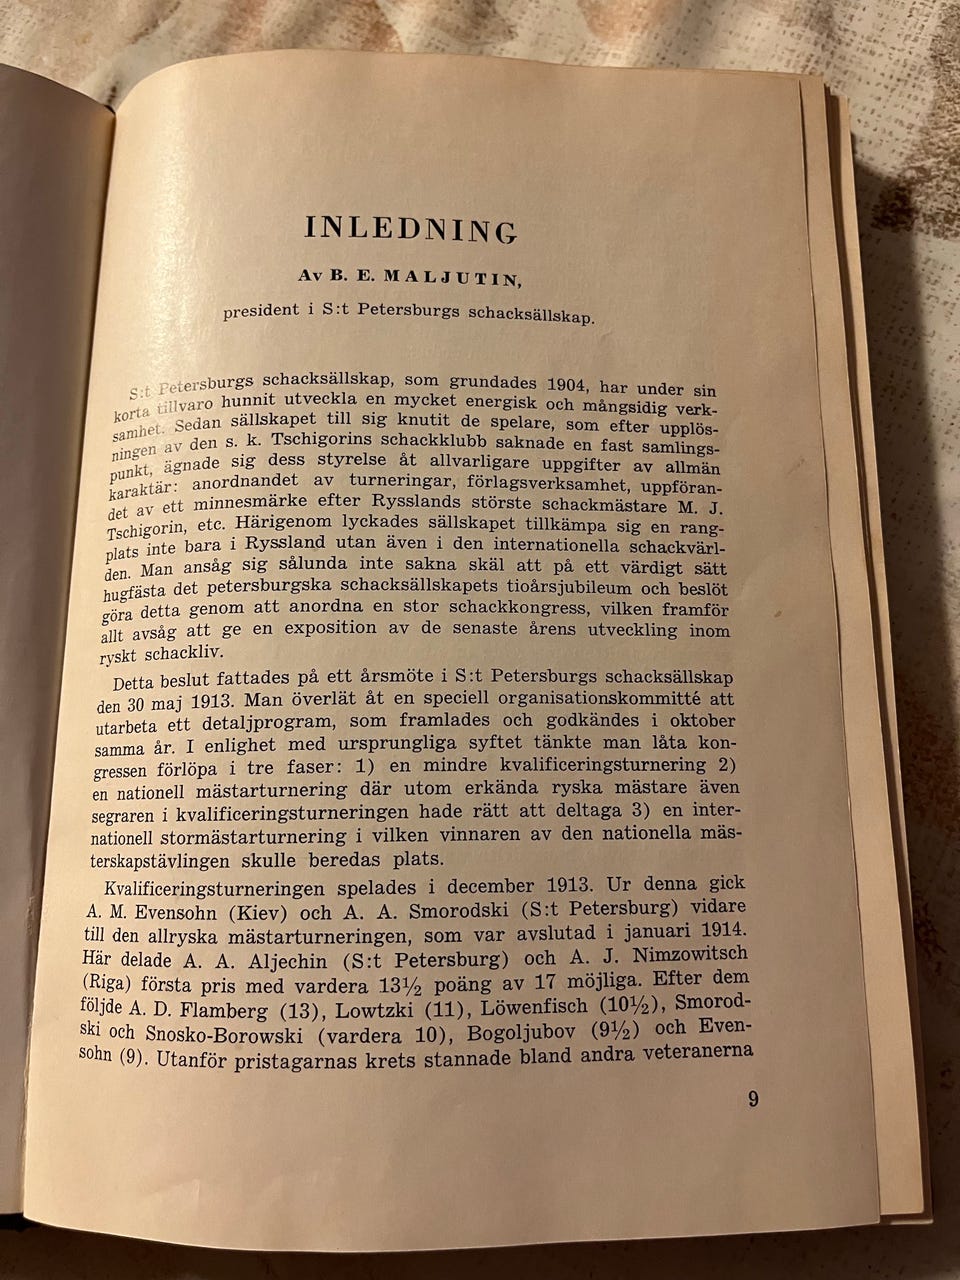 INLEDNING
Av B. E. MALJUTIN,
president i S:t Petersburgs schacksällskap.
S:t Petersburgs schacksällskap, som grundades 1904, har under sin
korta tillvaro hunnit utveckla en mycket energisk och mångsidig verk-
samhet. Sedan sällskapet till sig knutit de spelare, som efter upplös-
ningen av den s. k. Tschigorins schackklubb saknade en fast samlings-
punkt, ägnade sig dess styrelse åt allvarligare uppgifter av allmän
karaktär: anordnandet av turneringar, förlagsverksamhet, uppföran-
det av ett minnesmärke efter Rysslands störste schackmästare M. J.
Tschigorin, etc. Härigenom lyckades sällskapet tillkämpa sig en rang-
plats inte bara i Ryssland utan även i den internationella schackvärl-
den. Man ansåg sig sålunda inte sakna skäl att på ett värdigt sätt
hugfästa det petersburgska schacksällskapets tioårsjubileum och beslöt
göra detta genom att anordna en stor schackkongress, vilken framför
allt avsåg att ge en exposition av de senaste årens utveckling inom
ryskt schackliv.
Detta beslut fattades på ett årsmöte i S:t Petersburgs schacksällskap
den 30 maj 1913. Man överlät åt en speciell organisationskommitté att
utarbeta ett detaljprogram, som framlades och godkändes i oktober
samma år. I enlighet med ursprungliga syftet tänkte man låta kon-
gressen förlöpa i tre faser: 1) en mindre kvalificeringsturnering 2)
en nationell mästarturnering där utom erkända ryska mästare även
segraren i kvalificeringsturneringen hade rätt att deltaga 3) en inter-
nationell stormästarturnering i vilken vinnaren av den nationella mäs-
terskapstävlingen skulle beredas plats.
Kvalificeringsturneringen spelades i december 1913. Ur denna gick
A. M. Evensohn (Kiev) och A. A. Smorodski (S:t Petersburg) vidare
till den allryska mästarturneringen, som var avslutad i januari 1914.
Här delade A. A. Aljechin (S:t Petersburg) och A. J. Nimzowitsch
(Riga) första pris med vardera 13½ poäng av 17 möjliga. Efter dem
följde A. D. Flamberg (13), Lowtzki (11), Löwenfisch (10½), Smorod-
ski och Snosko-Borowski (vardera 10), Bogoljubov (9½) och Even-
sohn (9). Utanför pristagarnas krets stannade bland andra veteranerna
9